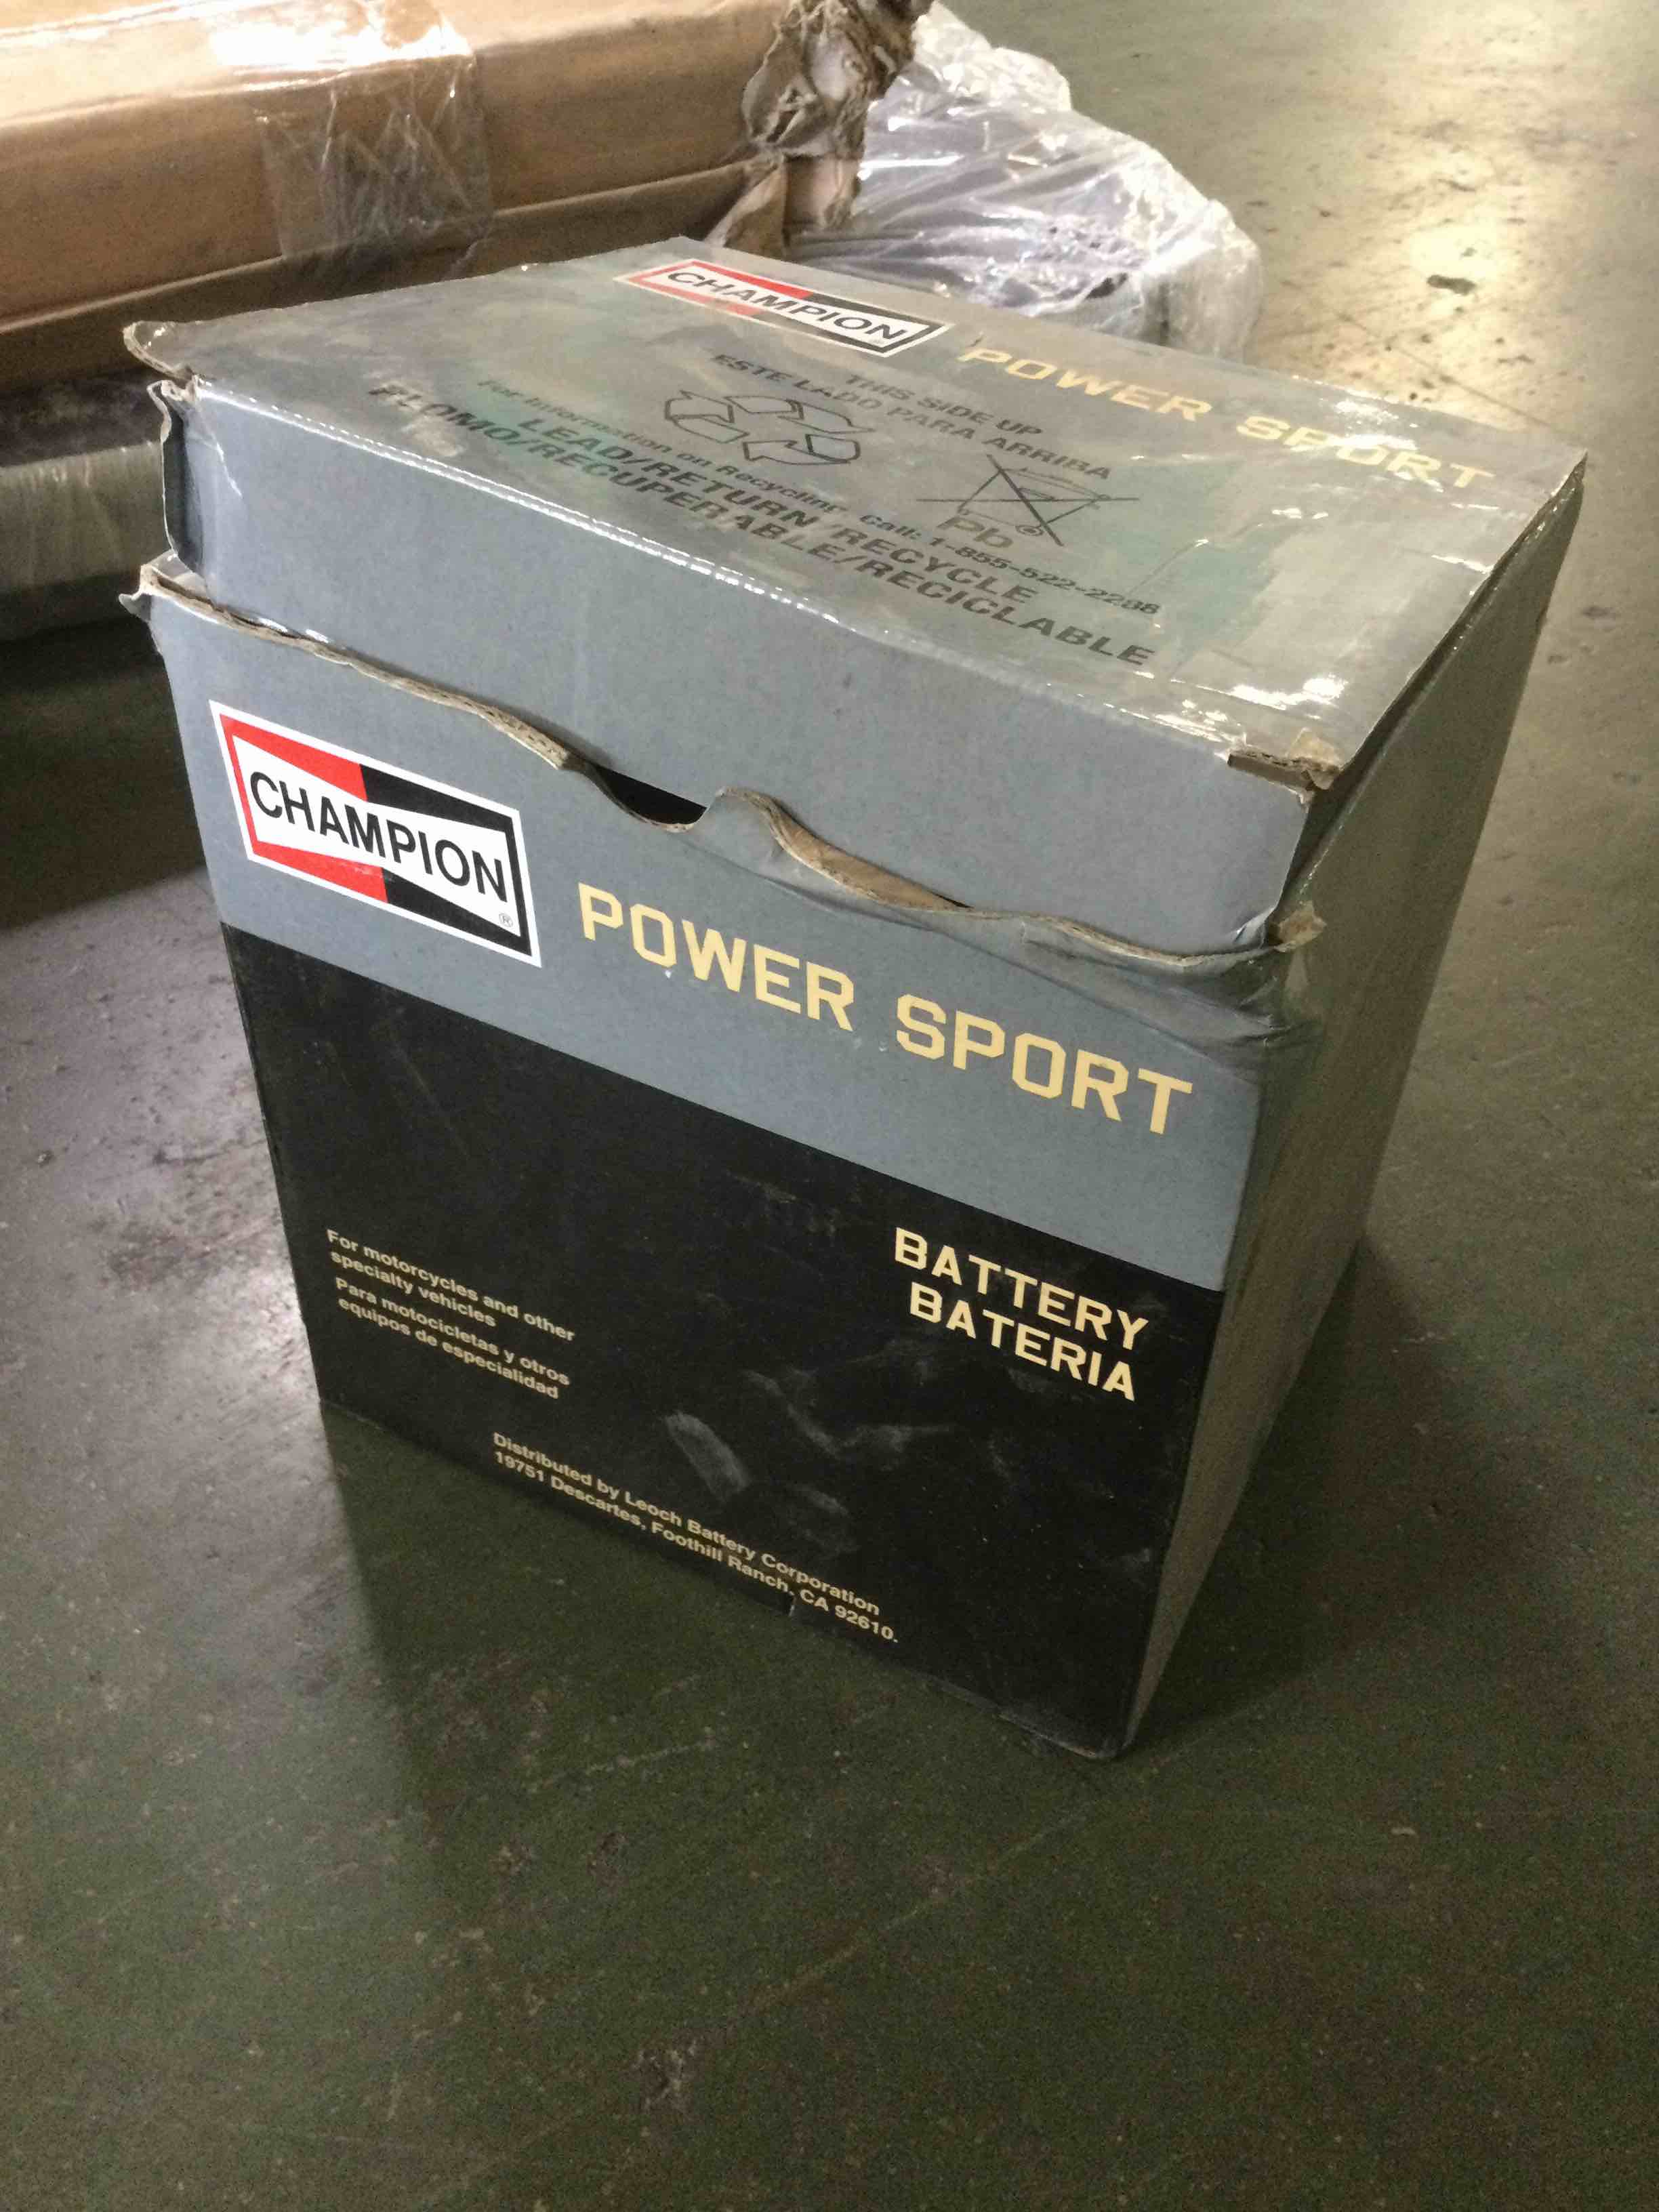 CHAMPION
POWER SPORT
THIS SIDE UP
ESTE LADO PARA ARRIBA
Pb
For Information on Recycling Call: 1-855-522-2288
LEAD/RETURN/RECYCLE
PLOMO/RECUPERABLE/RECICLABLE
CHAMPION®
POWER SPORT
BATTERY
BATERIA
For motorcycles and other
specialty vehicles
Para motocicletas y otros
equipos de especialidad
Distributed by Leoch Battery Corporation
19751 Descartes, Foothill Ranch, CA 92610.